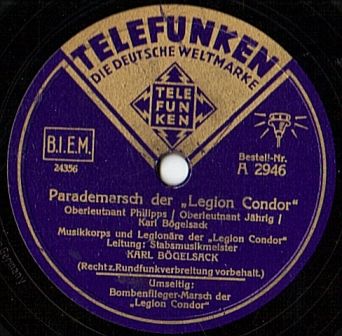 TELEFUNKEN
DIE DEUTSCHE WELTMARKE
TELE
FUN
KEN
B.I.E.M.
24356
Bestell-Nr.
A 2946
Parademarsch der „Legion Condor"
Oberleutnant Philipps / Oberleutnant Jährig /
Karl Bögelsack
Musikkorps und Legionäre der „Legion Condor"
Leitung: Stabsmusikmeister
KARL BÖGELSACK
(Recht z. Rundfunkverbreitung vorbehalt.)
Umseitig:
Bombenflieger-Marsch der
„Legion Condor"